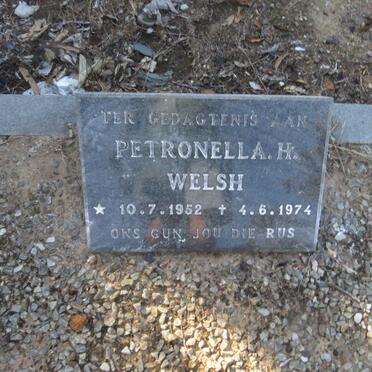 TER GEDAGTENIS AAN
PETRONELLA. H.
WELSH
★ 10.7.1952 ✝ 4.6.1974
ONS GUN JOU DIE RUS